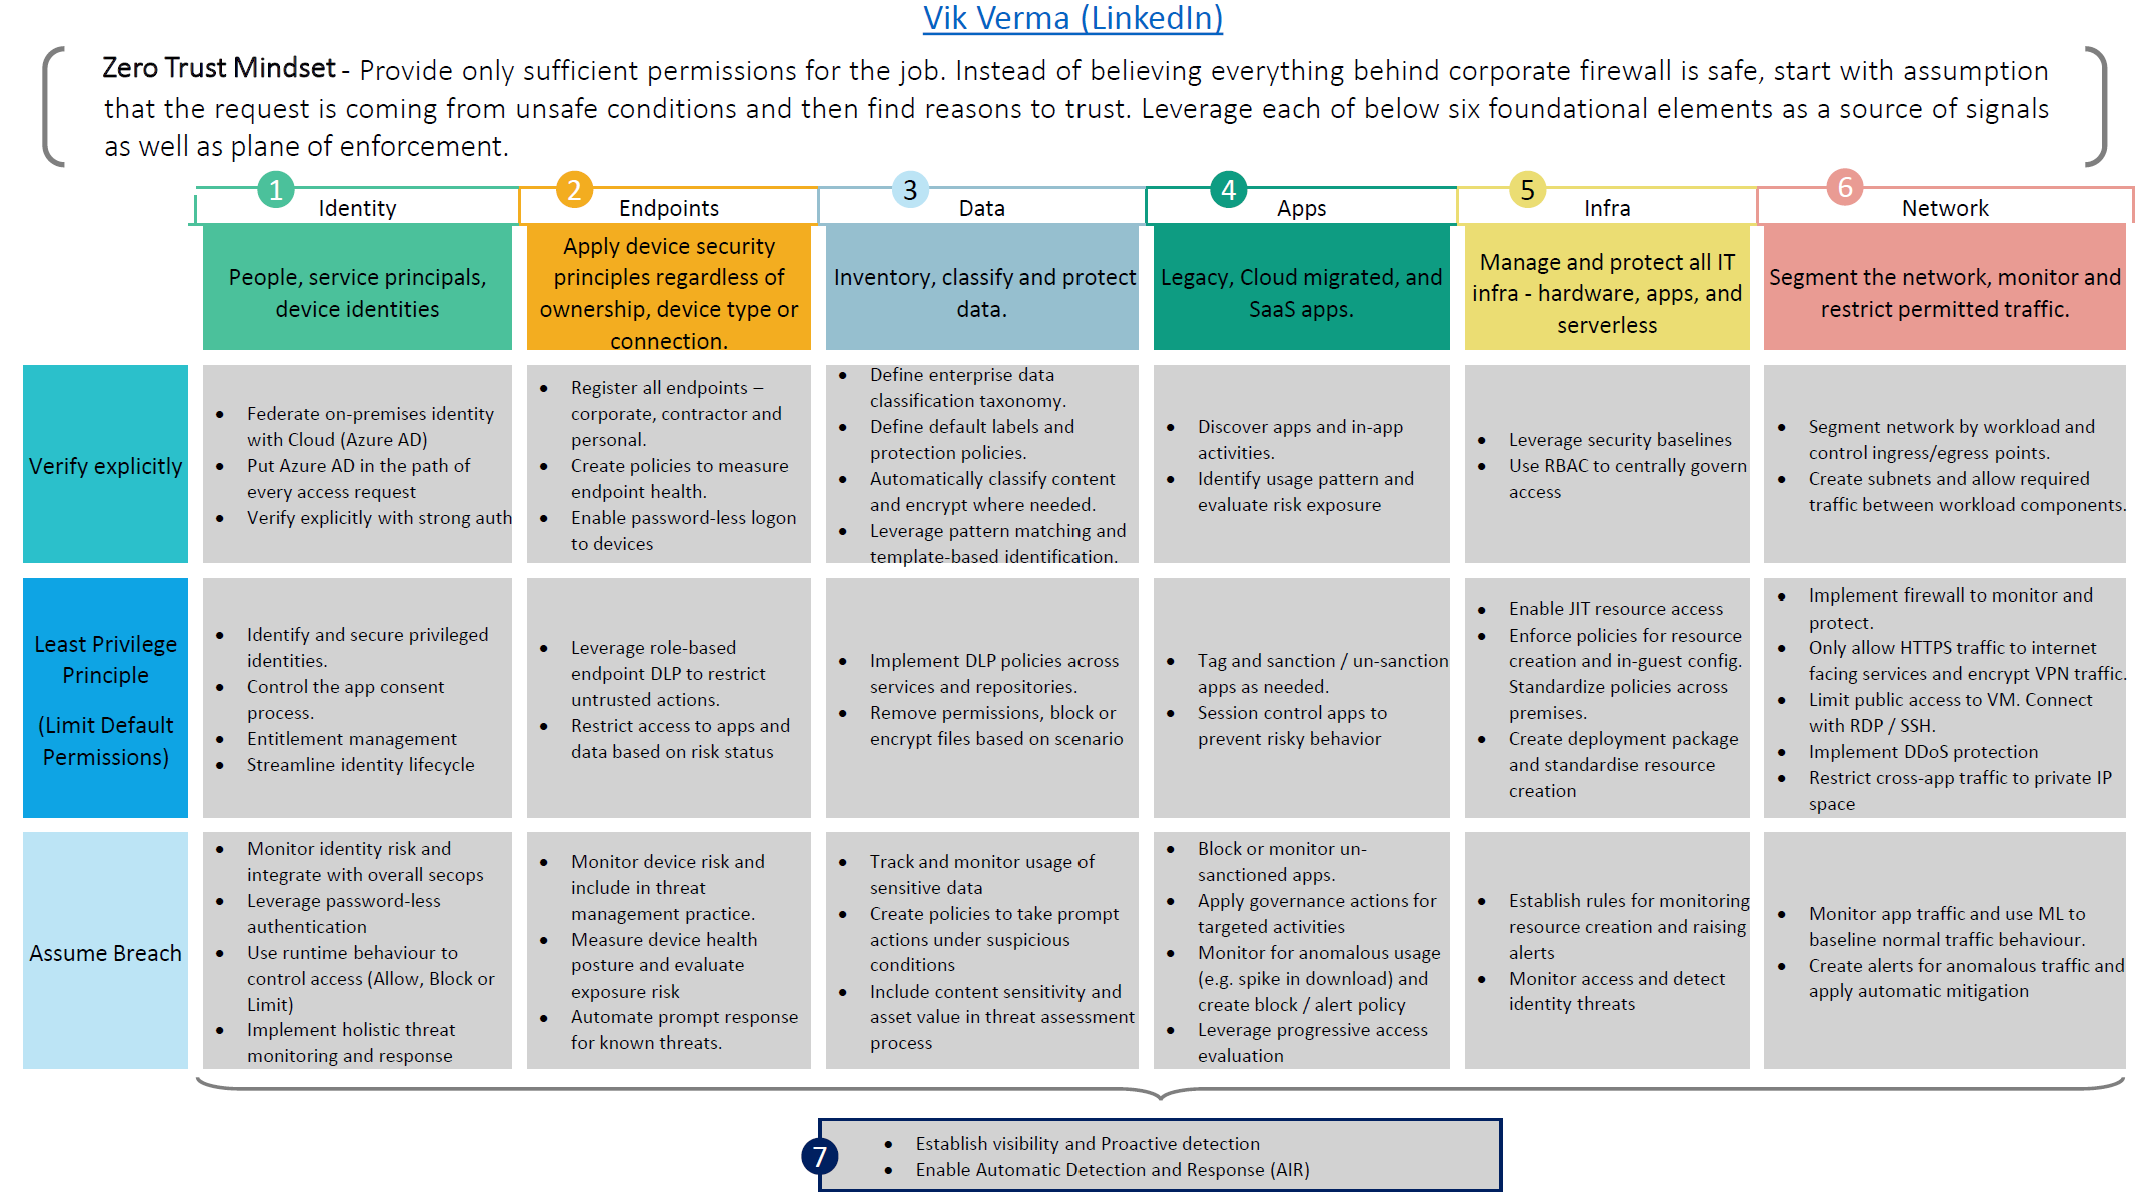 Vik Verma (LinkedIn)
Zero Trust Mindset - Provide only sufficient permissions for the job. Instead of believing everything behind corporate firewall is safe, start with assumption
that the request is coming from unsafe conditions and then find reasons to trust. Leverage each of below six foundational elements as a source of signals
as well as plane of enforcement.
1
Identity
2
Endpoints
3
Data
4
Apps
5
Infra
6
Network
People, service principals,
device identities
Apply device security
principles regardless of
ownership, device type or
connection.
Inventory, classify and protect
data.
Legacy, Cloud migrated, and
SaaS apps.
Manage and protect all IT
infra - hardware, apps, and
serverless
Segment the network, monitor and
restrict permitted traffic.
Verify explicitly
• Federate on-premises identity
with Cloud (Azure AD)
• Put Azure AD in the path of
every access request
• Verify explicitly with strong auth
• Register all endpoints –
corporate, contractor and
personal.
• Create policies to measure
endpoint health.
• Enable password-less logon
to devices
• Define enterprise data
classification taxonomy.
• Define default labels and
protection policies.
• Automatically classify content
and encrypt where needed.
• Leverage pattern matching and
template-based identification.
• Discover apps and in-app
activities.
• Identify usage pattern and
evaluate risk exposure
• Leverage security baselines
• Use RBAC to centrally govern
access
• Segment network by workload and
control ingress/egress points.
• Create subnets and allow required
traffic between workload components.
Least Privilege
Principle
(Limit Default
Permissions)
• Identify and secure privileged
identities.
• Control the app consent
process.
• Entitlement management
• Streamline identity lifecycle
• Leverage role-based
endpoint DLP to restrict
untrusted actions.
• Restrict access to apps and
data based on risk status
• Implement DLP policies across
services and repositories.
• Remove permissions, block or
encrypt files based on scenario
• Tag and sanction / un-sanction
apps as needed.
• Session control apps to
prevent risky behavior
• Enable JIT resource access
• Enforce policies for resource
creation and in-guest config.
Standardize policies across
premises.
• Create deployment package
and standardise resource
creation
• Implement firewall to monitor and
protect.
• Only allow HTTPS traffic to internet
facing services and encrypt VPN traffic.
• Limit public access to VM. Connect
with RDP / SSH.
• Implement DDoS protection
• Restrict cross-app traffic to private IP
space
Assume Breach
• Monitor identity risk and
integrate with overall secops
• Leverage password-less
authentication
• Use runtime behaviour to
control access (Allow, Block or
Limit)
• Implement holistic threat
monitoring and response
• Monitor device risk and
include in threat
management practice.
• Measure device health
posture and evaluate
exposure risk
• Automate prompt response
for known threats.
• Track and monitor usage of
sensitive data
• Create policies to take prompt
actions under suspicious
conditions
• Include content sensitivity and
asset value in threat assessment
process
• Block or monitor un-
sanctioned apps.
• Apply governance actions for
targeted activities
• Monitor for anomalous usage
(e.g. spike in download) and
create block / alert policy
• Leverage progressive access
evaluation
• Establish rules for monitoring
resource creation and raising
alerts
• Monitor access and detect
identity threats
• Monitor app traffic and use ML to
baseline normal traffic behaviour.
• Create alerts for anomalous traffic and
apply automatic mitigation
7
• Establish visibility and Proactive detection
• Enable Automatic Detection and Response (AIR)